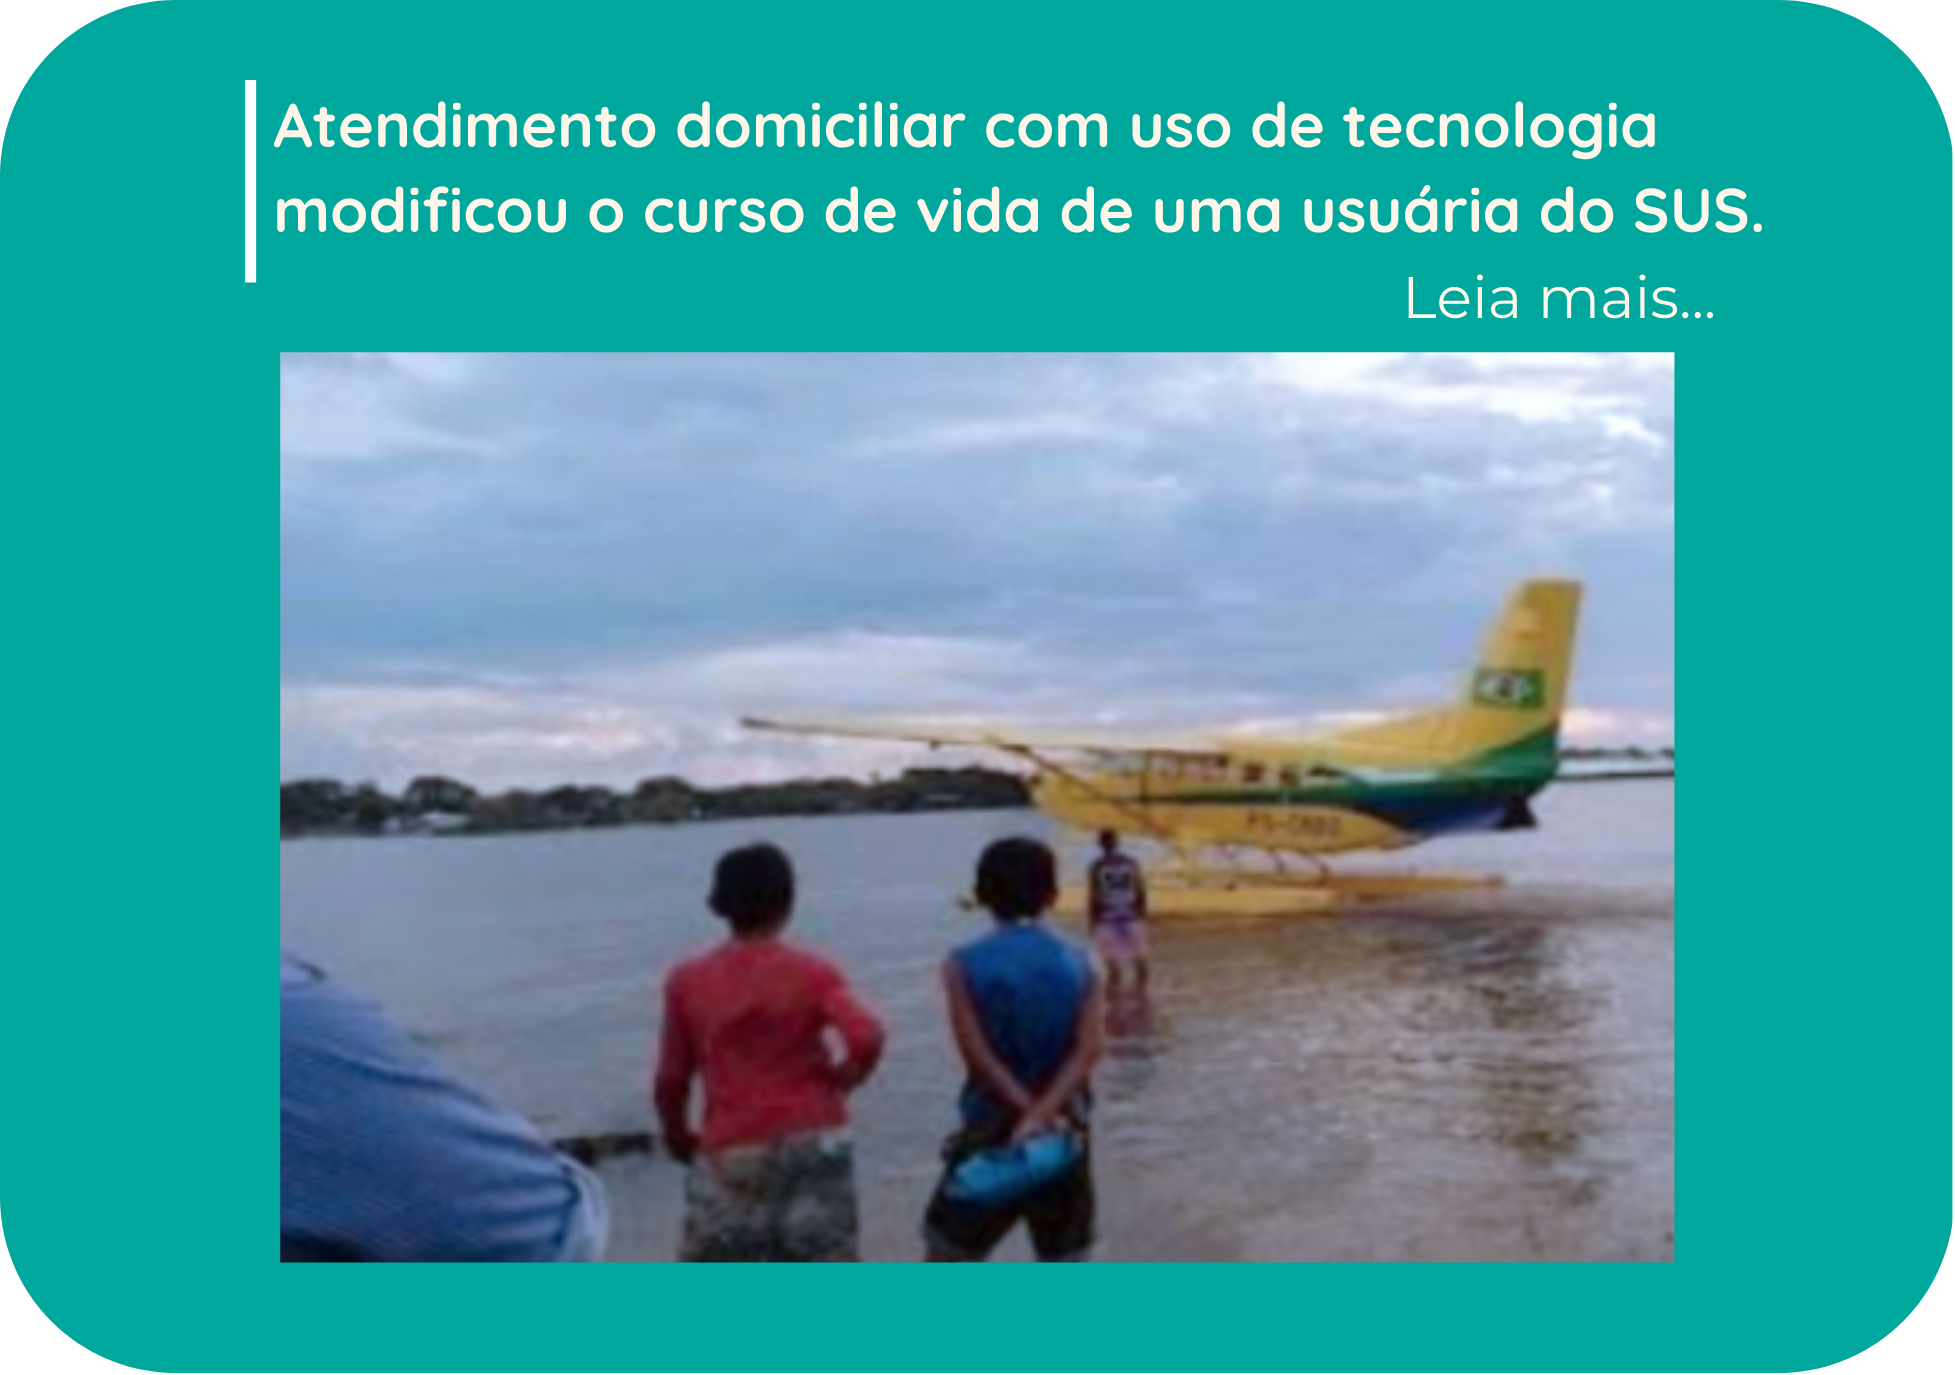 Atendimento domiciliar com uso de tecnologia
modificou o curso de vida de uma usuária do SUS.
Leia mais...